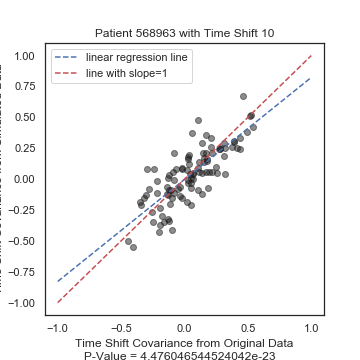 Patient 568963 with Time Shift 10
linear regression line
line with slope=1
1.00
0.75
0.50
0.25
0.00
−0.25
−0.50
−0.75
−1.00
−1.0
−0.5
0.0
0.5
1.0
Time Shift Covariance from Original Data
P-Value = 4.476046544524042e-23